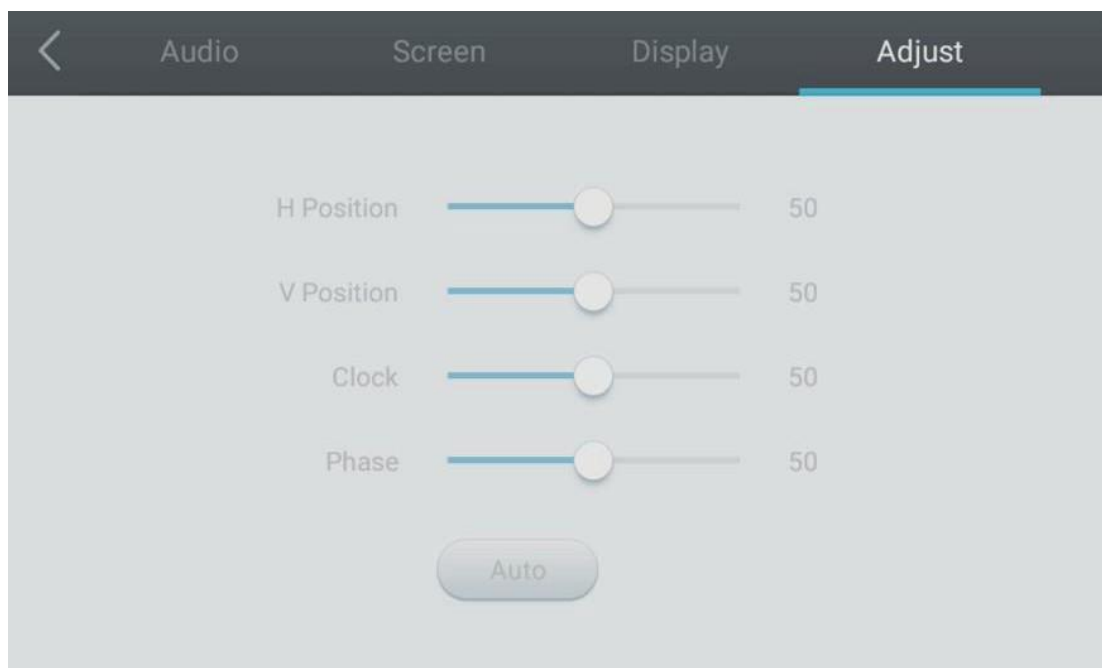 Audio Screen Display Adjust
H Position 50
V Position 50
Clock 50
Phase 50
Auto